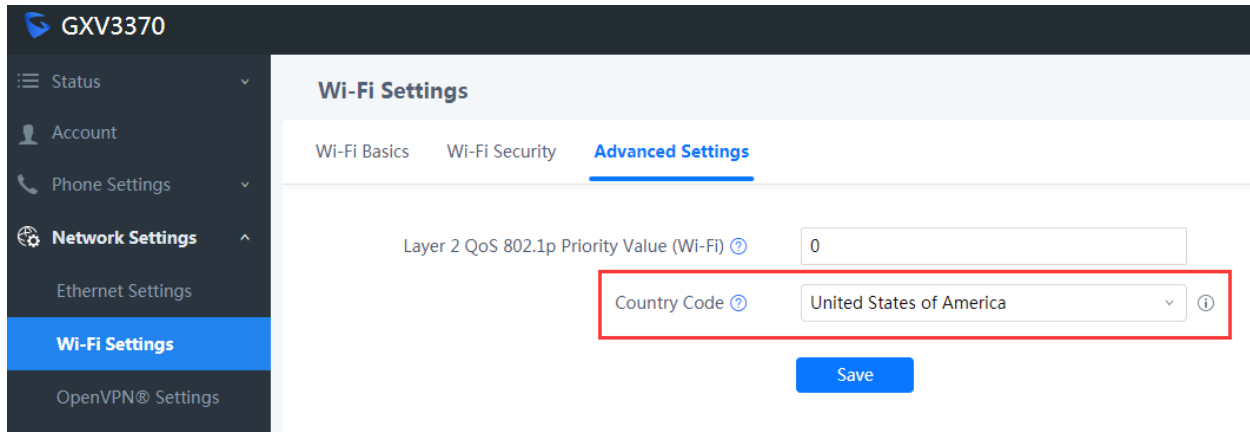 GXV3370
Status
Account
Phone Settings
Network Settings
Ethernet Settings
Wi-Fi Settings
OpenVPN® Settings
Wi-Fi Settings
Wi-Fi Basics Wi-Fi Security Advanced Settings
Layer 2 QoS 802.1p Priority Value (Wi-Fi) 0
Country Code United States of America
Save